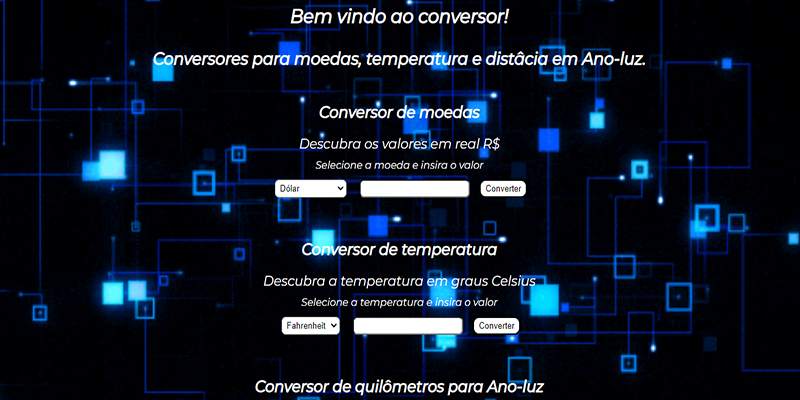 Bem vindo ao conversor!
Conversores para moedas, temperatura e distâcia em Ano-luz.
Conversor de moedas
Descubra os valores em real R$
Selecione a moeda e insira o valor
Dólar Converter
Conversor de temperatura
Descubra a temperatura em graus Celsius
Selecione a temperatura e insira o valor
Fahrenheit Converter
Conversor de quilômetros para Ano-luz